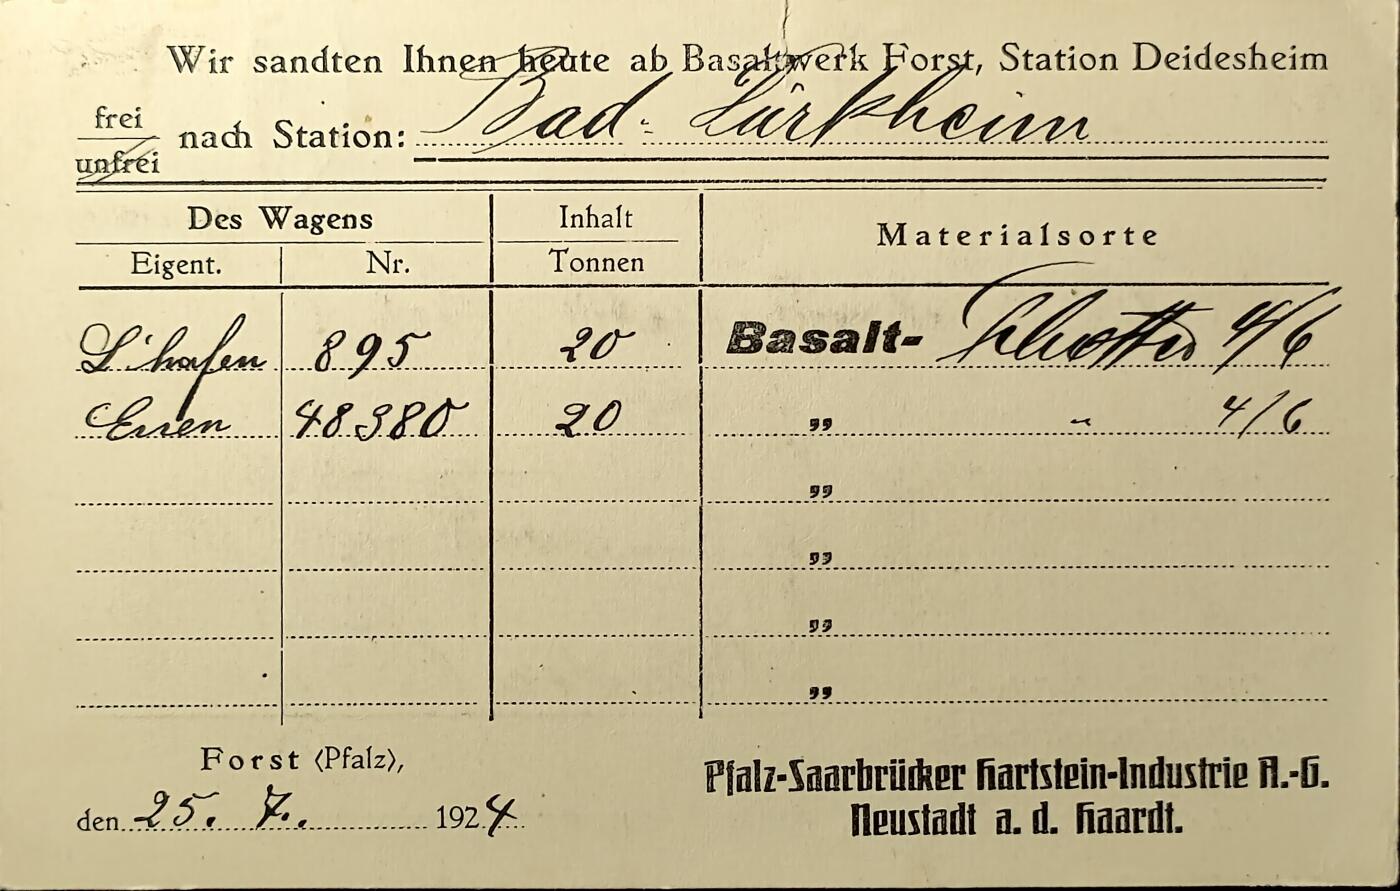 Wir sandten Ihnen heute ab Basaltwerk Forst, Station Deidesheim
frei
unfrei
nach Station: Bad-Dürkheim
Des Wagens Inhalt Materialsorte
Eigent. Nr. Tonnen
L'hafen 895 20 Basalt- Schotter 4/6
Essen 48380 20 „ " 4/6
„
„
„
„
Forst (Pfalz),
den 25. 7. 1924
Pfalz-Saarbrücker Hartstein-Industrie A.-G.
Neustadt a. d. Haardt.